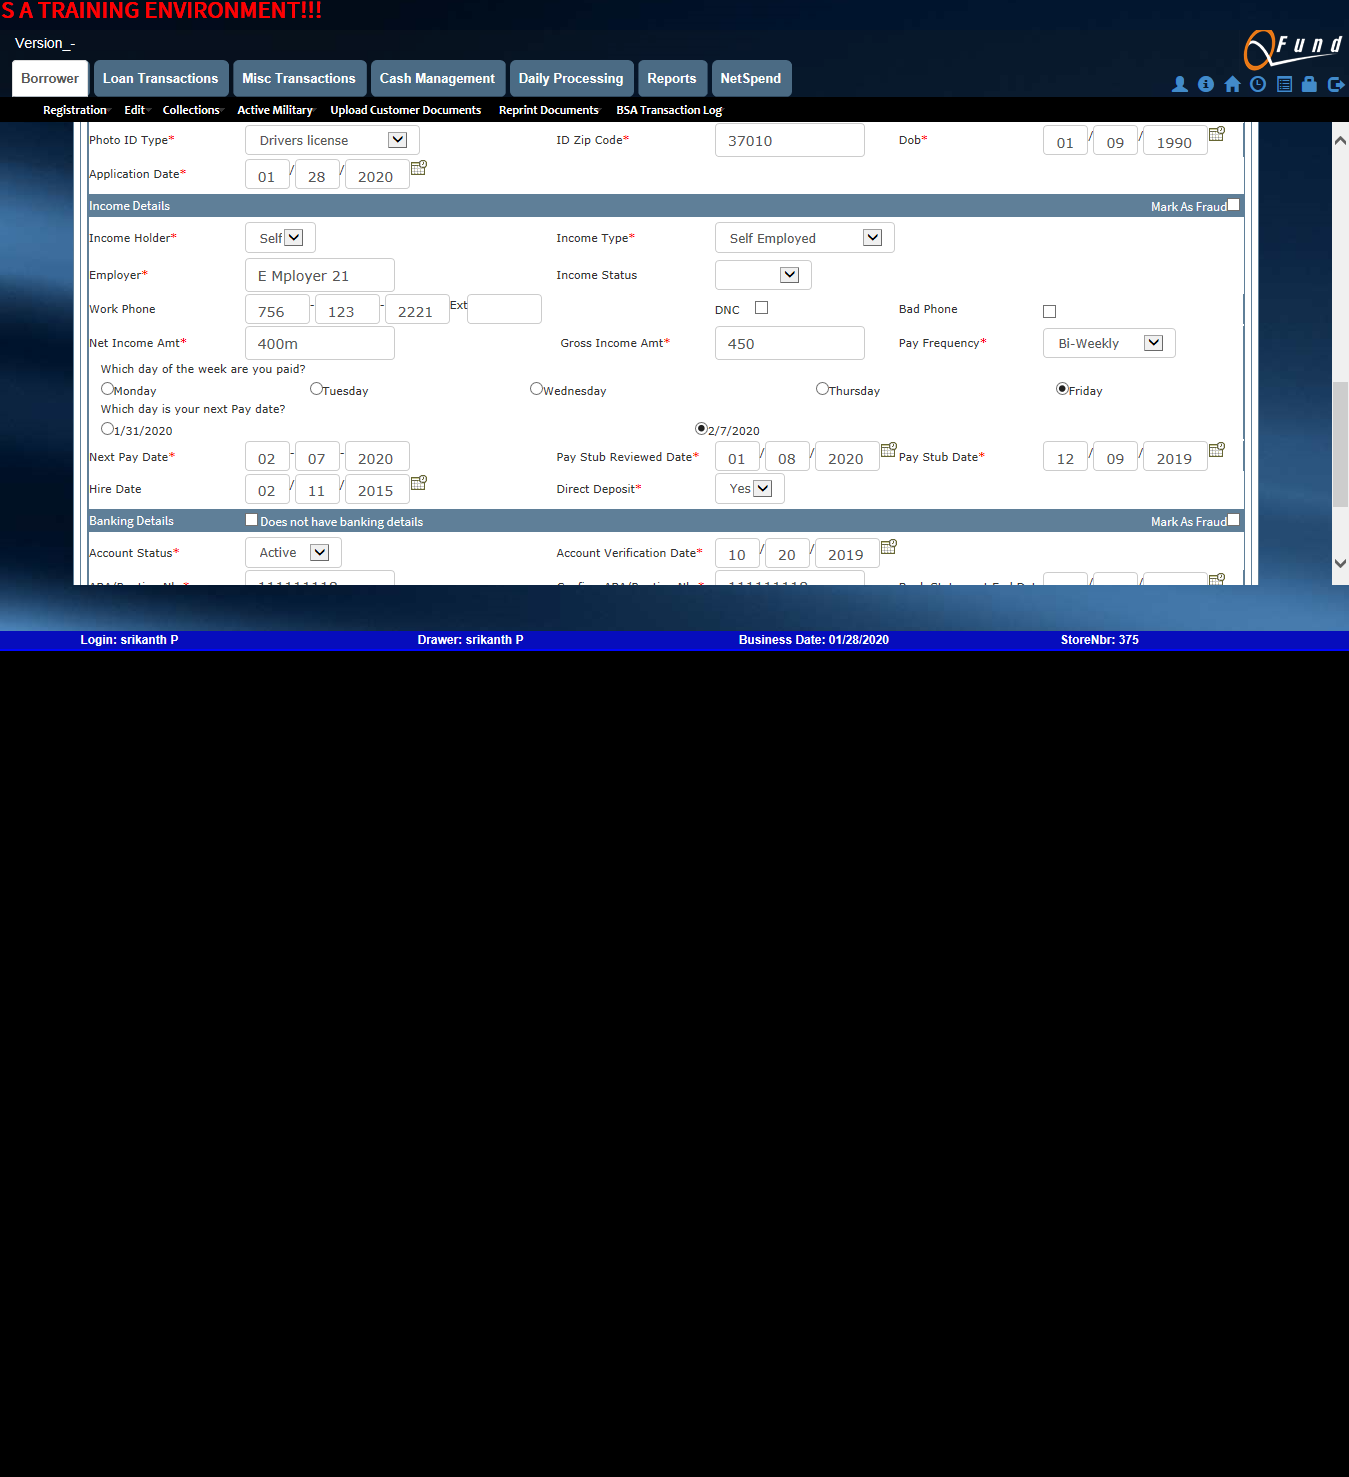 S A TRAINING ENVIRONMENT!!!
Version_-
QFund
Borrower Loan Transactions Misc Transactions Cash Management Daily Processing Reports NetSpend
Registration Edit Collections Active Military Upload Customer Documents Reprint Documents BSA Transaction Log
Photo ID Type* Drivers license ID Zip Code* 37010 Dob* 01 / 09 / 1990
Application Date* 01 / 28 / 2020
Income Details Mark As Fraud
Income Holder* Self Income Type* Self Employed
Employer* E Mployer 21 Income Status
Work Phone 756 - 123 - 2221 Ext DNC Bad Phone
Net Income Amt* 400m Gross Income Amt* 450 Pay Frequency* Bi-Weekly
Which day of the week are you paid?
Monday Tuesday Wednesday Thursday Friday
Which day is your next Pay date?
1/31/2020 2/7/2020
Next Pay Date* 02 - 07 - 2020 Pay Stub Reviewed Date* 01 / 08 / 2020 Pay Stub Date* 12 / 09 / 2019
Hire Date 02 / 11 / 2015 Direct Deposit* Yes
Banking Details Does not have banking details Mark As Fraud
Account Status* Active Account Verification Date* 10 / 20 / 2019
Login: srikanth P Drawer: srikanth P Business Date: 01/28/2020 StoreNbr: 375